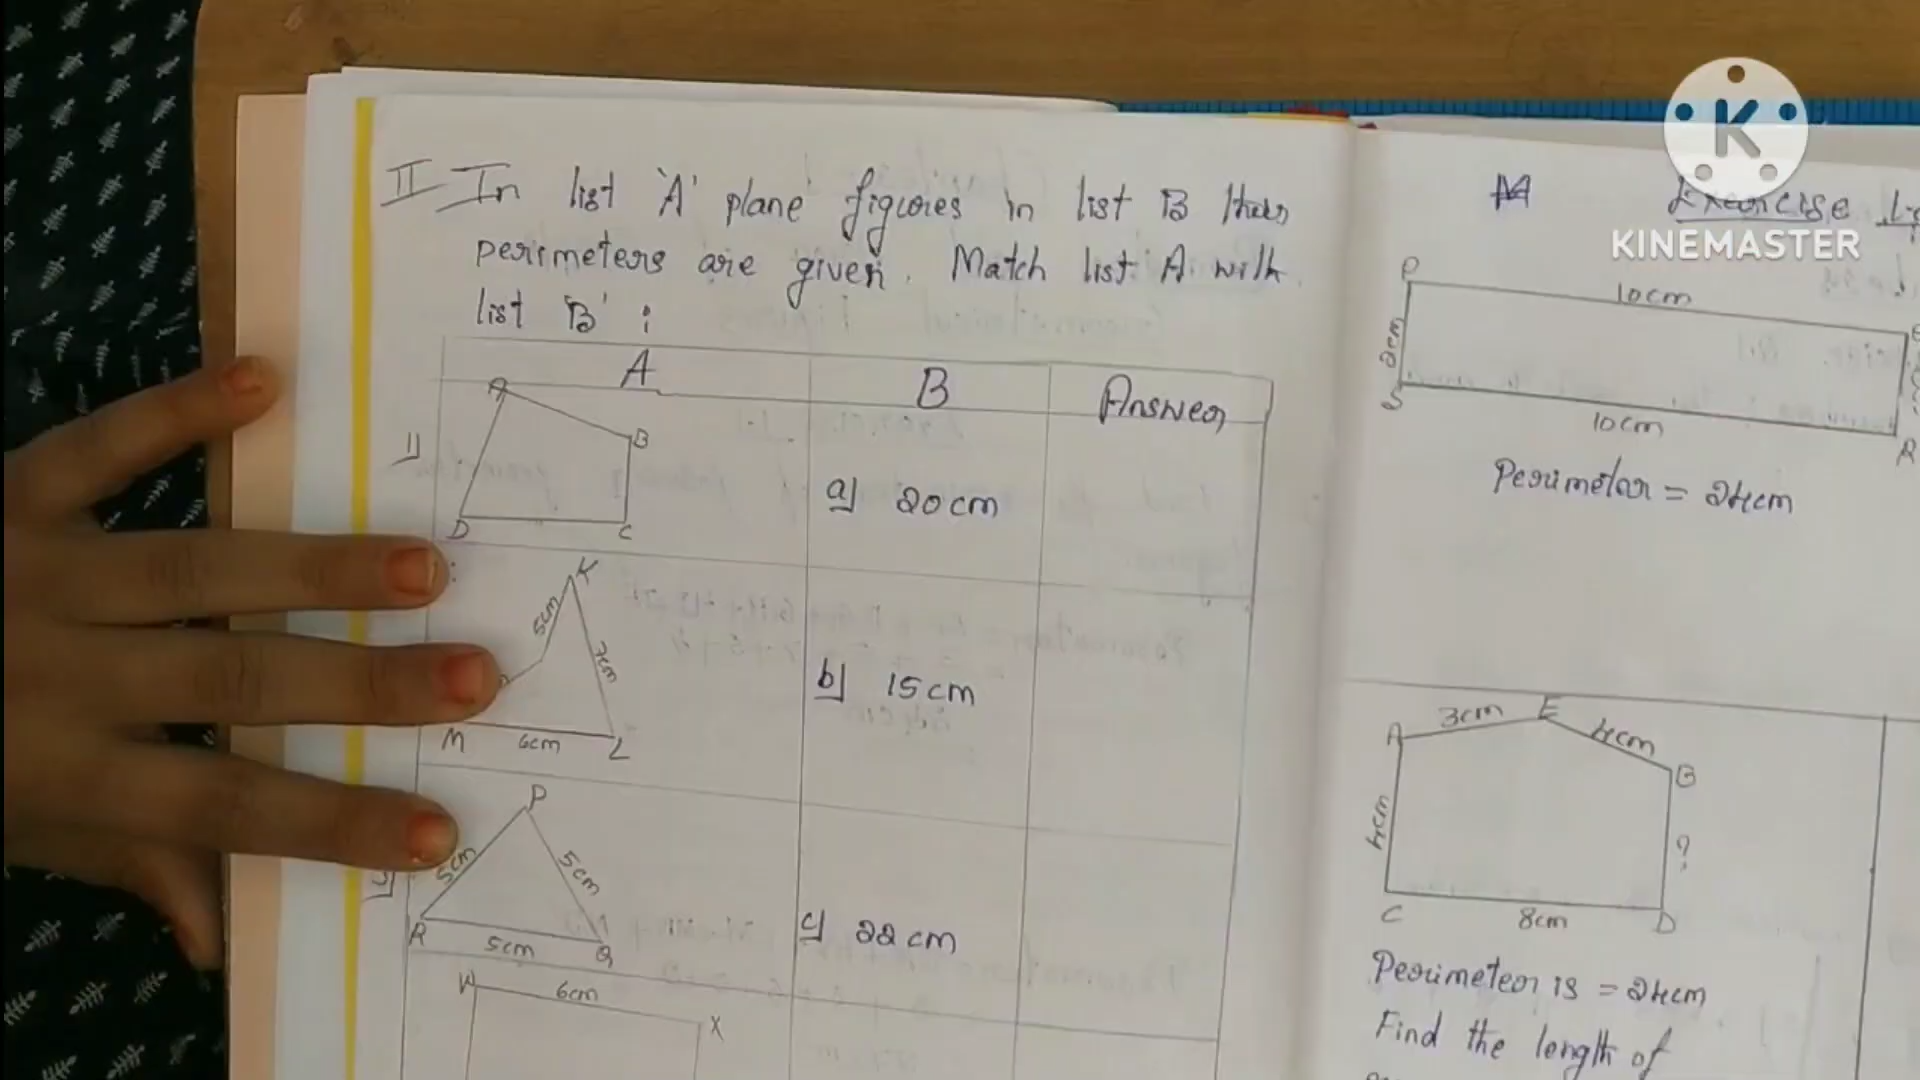 II In list 'A' plane figures in list B their
perimeters are given. Match list A with
list 'B' :
A B Answer
1)
A
B
D
C
a) 20cm
K
5cm
7cm
M 6cm L
b) 15cm
P
5cm 5cm
R 5cm Q
c) 22cm
W 6cm X
K
KINEMASTER
Exercise
P 10cm
2cm
S 10cm R
Perimetar = 24cm
A 3cm E 4cm B
4cm ?
C 8cm D
Perimeter is = 24cm
Find the length of